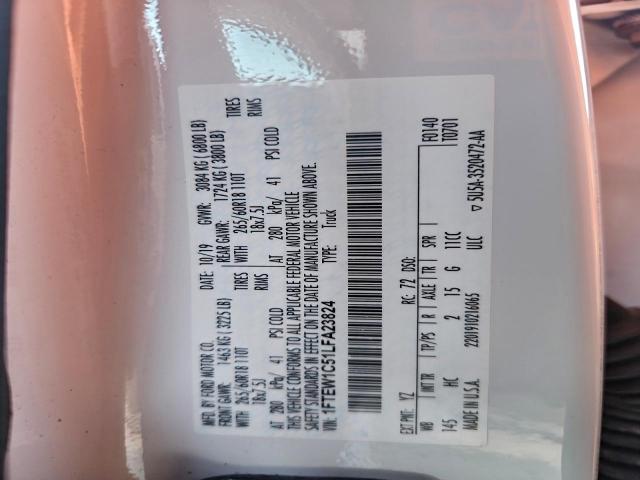 MFD. BY FORD MOTOR CO.
DATE: 10/19 GVWR: 3084 KG ( 6800 LB)
FRONT GAWR: 1463 KG ( 3225 LB) REAR GAWR: 1724 KG ( 3800 LB)
WITH 265/60R18 110T TIRES WITH 265/60R18 110T TIRES
18x7.5J RIMS 18x7.5J RIMS
AT 280 kPa/ 41 PSI COLD AT 280 kPa/ 41 PSI COLD
THIS VEHICLE CONFORMS TO ALL APPLICABLE FEDERAL MOTOR VEHICLE
SAFETY STANDARDS IN EFFECT ON THE DATE OF MANUFACTURE SHOWN ABOVE.
VIN: 1FTEW1C51LFA23824
TYPE: Truck
F0140
T0701
EXT PNT: YZ RC: 72 DSO:
WB INT TR TP/PS R AXLE TR SPR
145 HC 2 15 G 11CC
MADE IN U.S.A. 2201910216065 ULC ▽ 5U5A-3S20472-AA